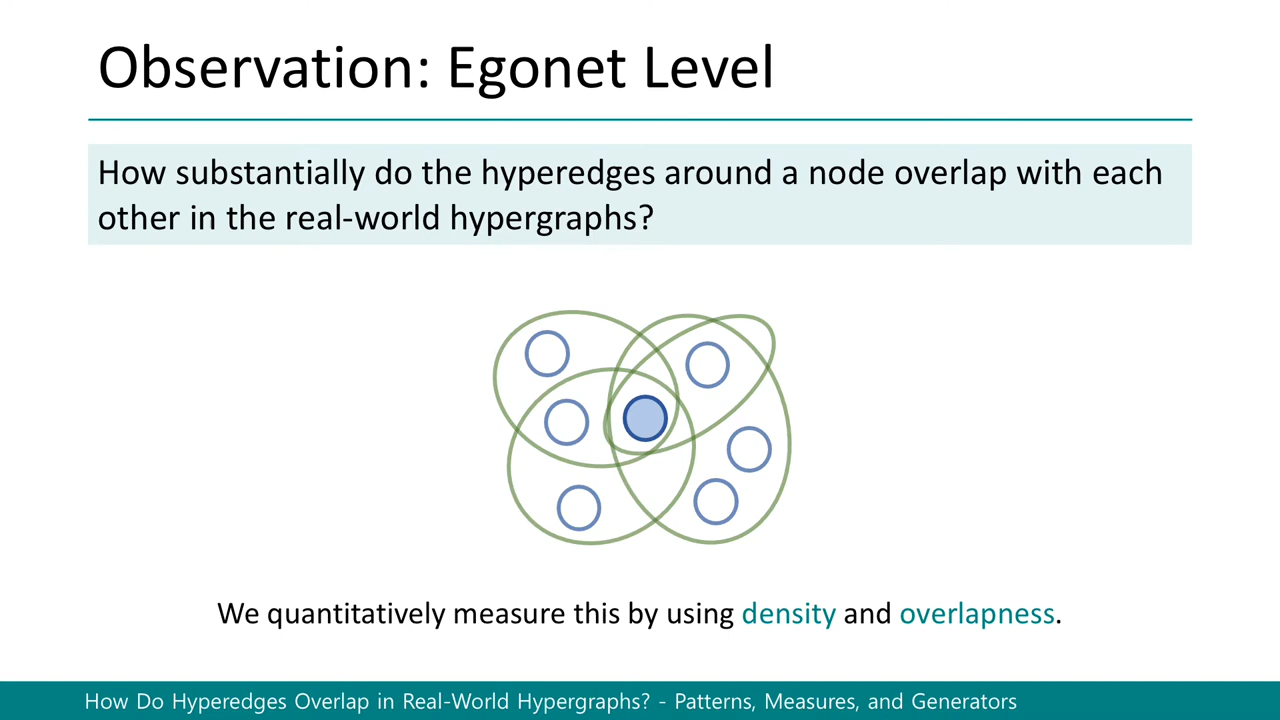 Observation: Egonet Level
How substantially do the hyperedges around a node overlap with each
other in the real-world hypergraphs?
We quantitatively measure this by using density and overlapness.
How Do Hyperedges Overlap in Real-World Hypergraphs? - Patterns, Measures, and Generators